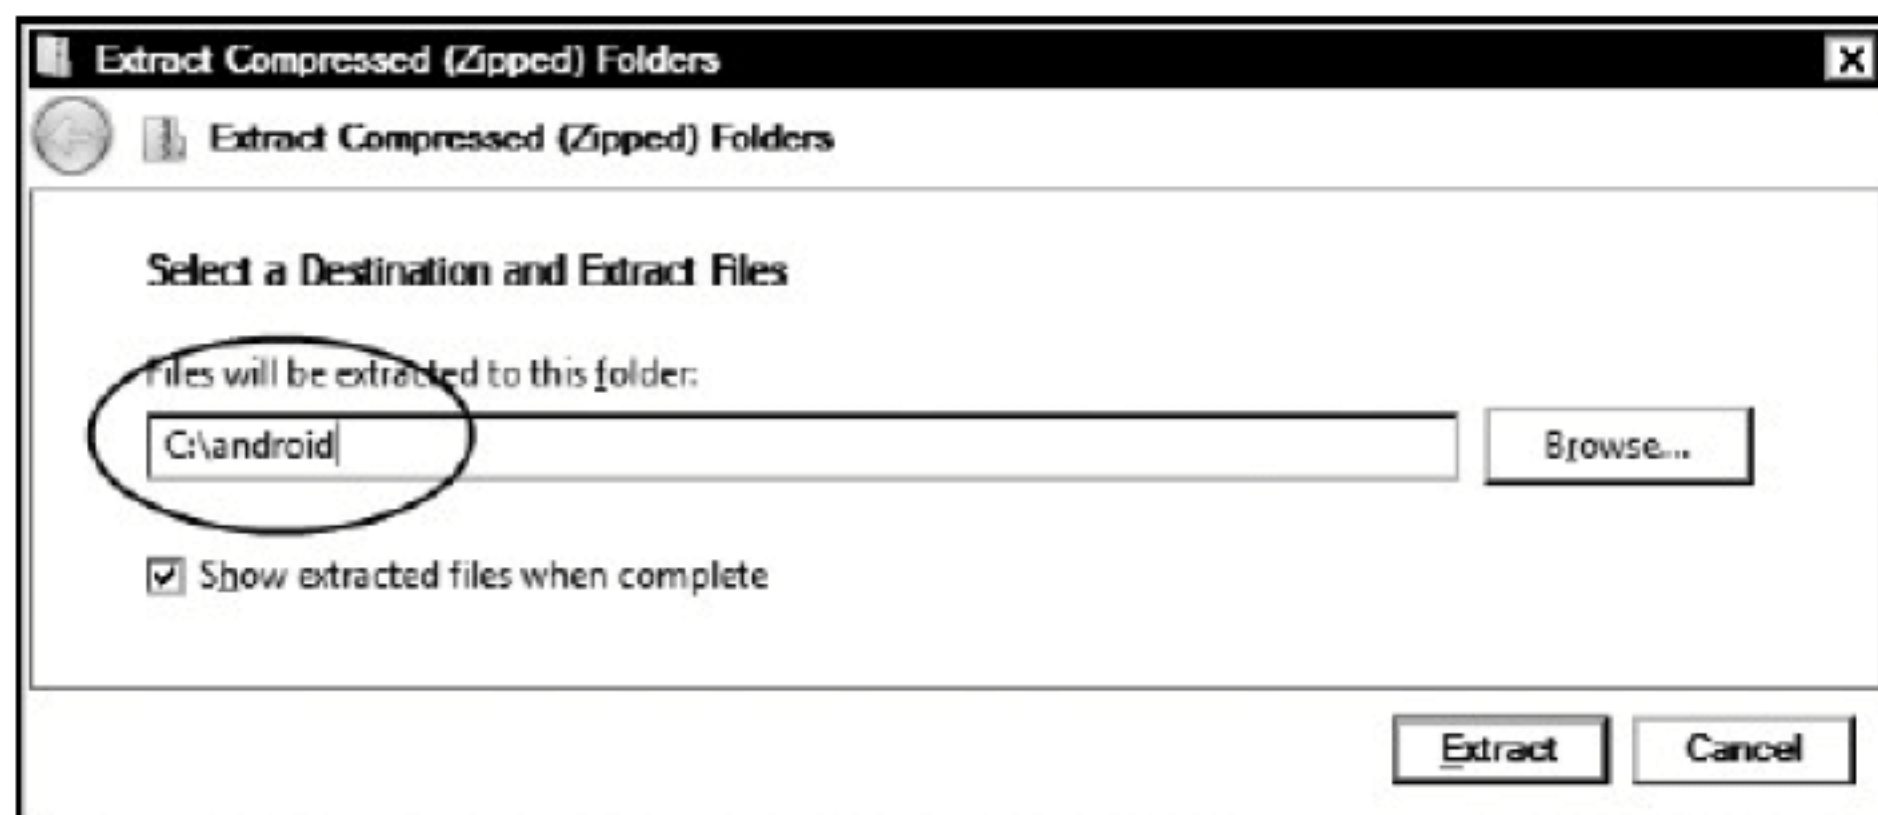 Extract Compressed (Zipped) Folders
Extract Compressed (Zipped) Folders
Select a Destination and Extract Files
Files will be extracted to this folder:
C:\android
Browse...
Show extracted files when complete
Extract
Cancel